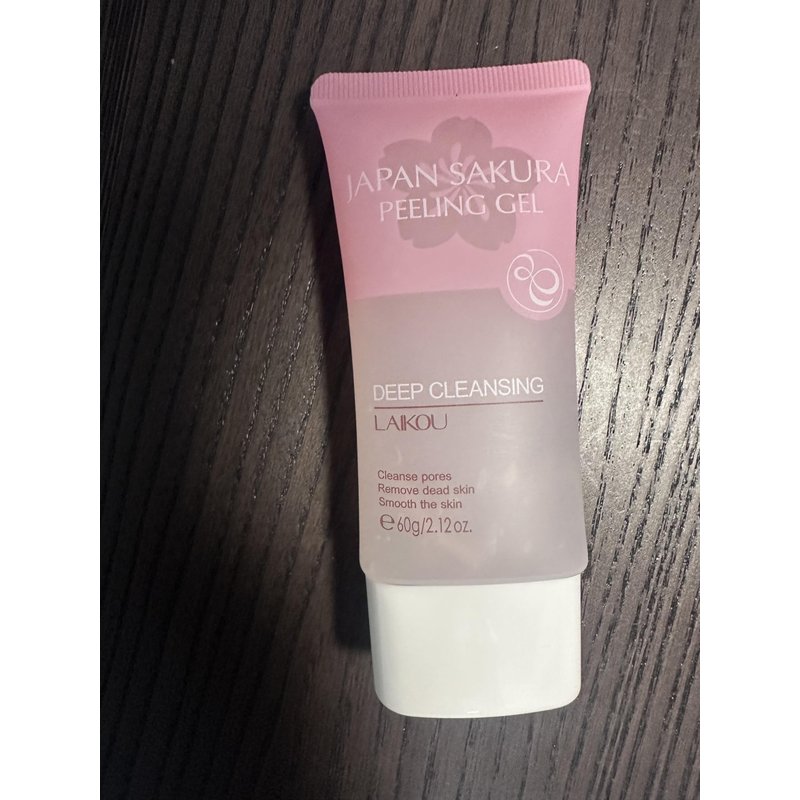 JAPAN SAKURA
PEELING GEL
DEEP CLEANSING
LAIKOU
Cleanse pores
Remove dead skin
Smooth the skin
℮60g/2.12oz.